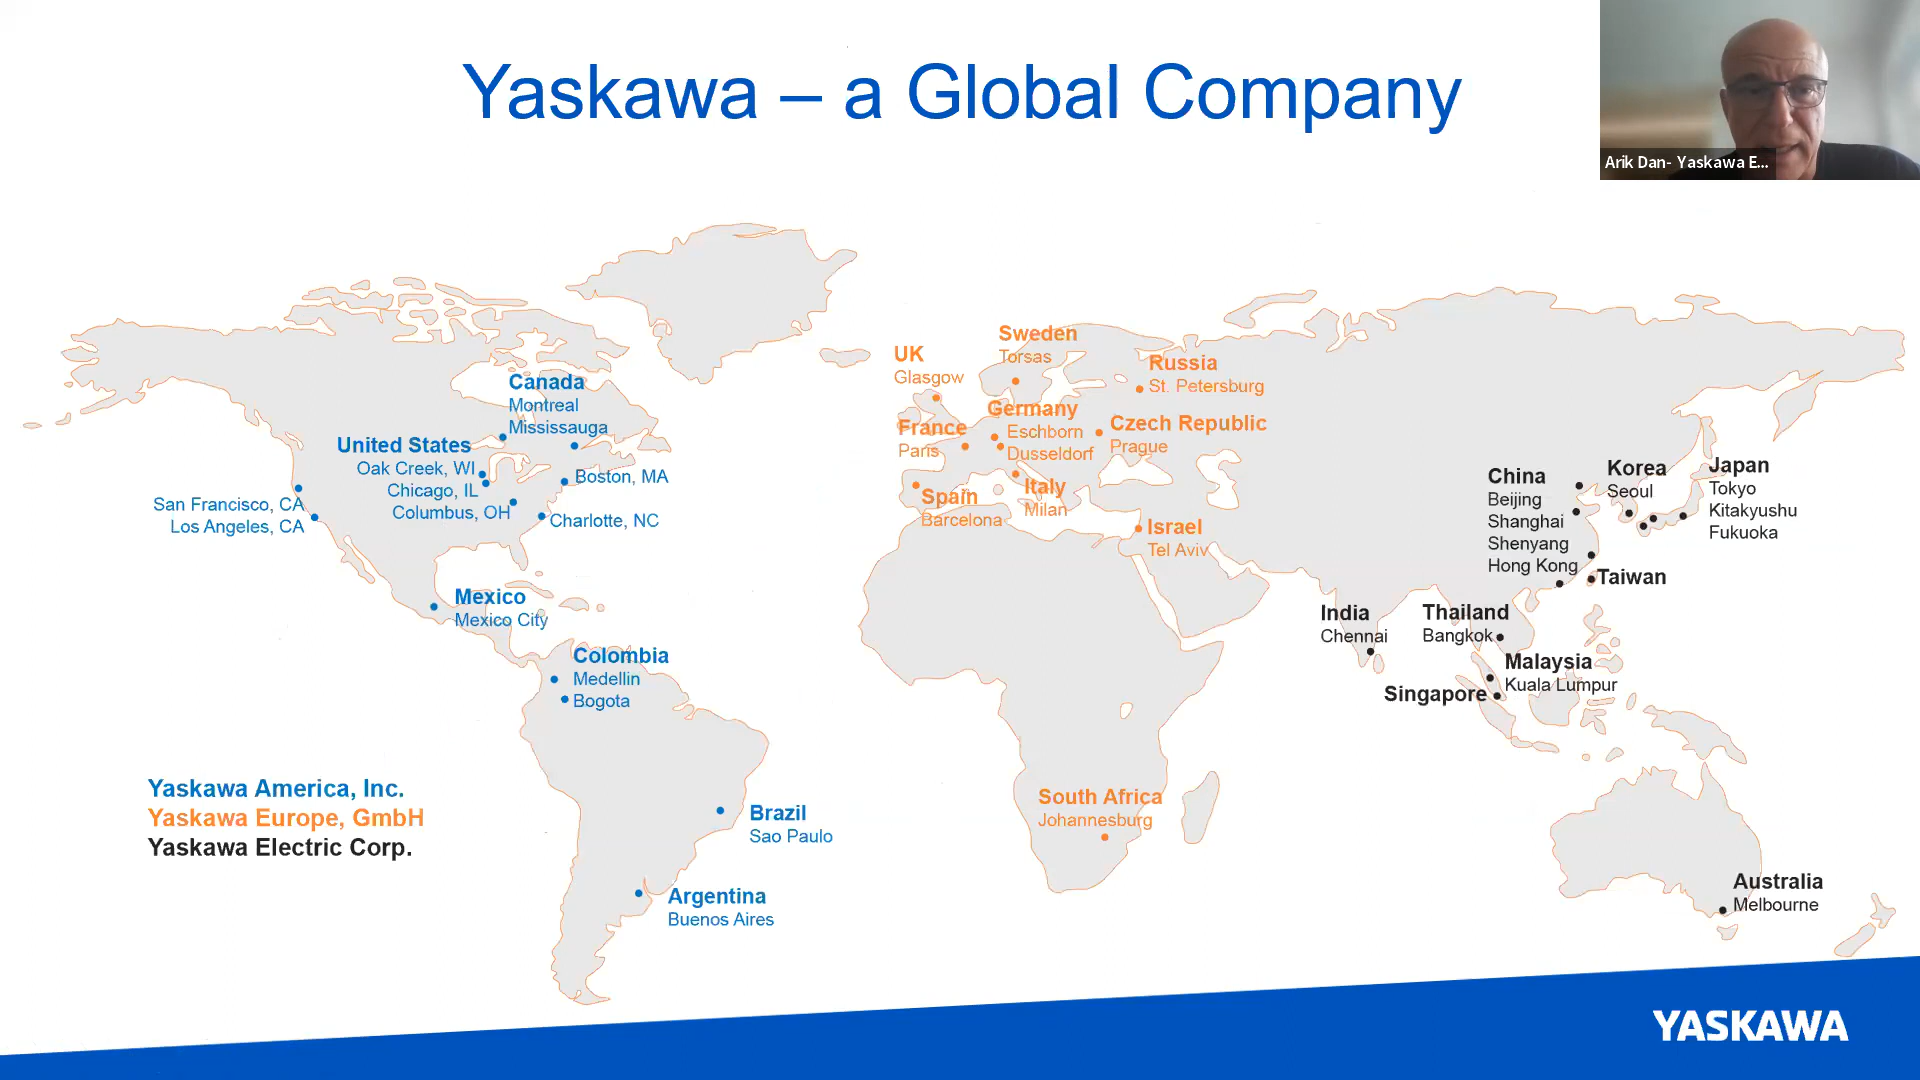 Yaskawa – a Global Company
Arik Dan- Yaskawa E...
Sweden
Torsas
UK
Glasgow
Russia
St. Petersburg
Canada
Montreal
Mississauga
Germany
Eschborn
Dusseldorf
France
Paris
Czech Republic
Prague
United States
Oak Creek, WI
Chicago, IL
Columbus, OH
Boston, MA
Charlotte, NC
San Francisco, CA
Los Angeles, CA
Spain
Barcelona
Italy
Milan
Israel
Tel Aviv
China
Beijing
Shanghai
Shenyang
Hong Kong
Korea
Seoul
Japan
Tokyo
Kitakyushu
Fukuoka
Taiwan
Mexico
Mexico City
India
Chennai
Thailand
Bangkok
Colombia
Medellin
Bogota
Malaysia
Kuala Lumpur
Singapore
Yaskawa America, Inc.
Yaskawa Europe, GmbH
Yaskawa Electric Corp.
Brazil
Sao Paulo
South Africa
Johannesburg
Argentina
Buenos Aires
Australia
Melbourne
YASKAWA